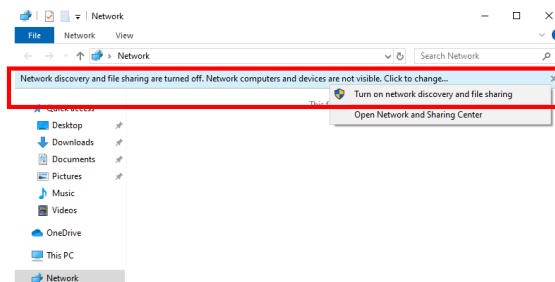 Network
File Network View
Network
Search Network
Network discovery and file sharing are turned off. Network computers and devices are not visible. Click to change...
Turn on network discovery and file sharing
This f
Open Network and Sharing Center
Quick access
Desktop
Downloads
Documents
Pictures
Music
Videos
OneDrive
This PC
Network